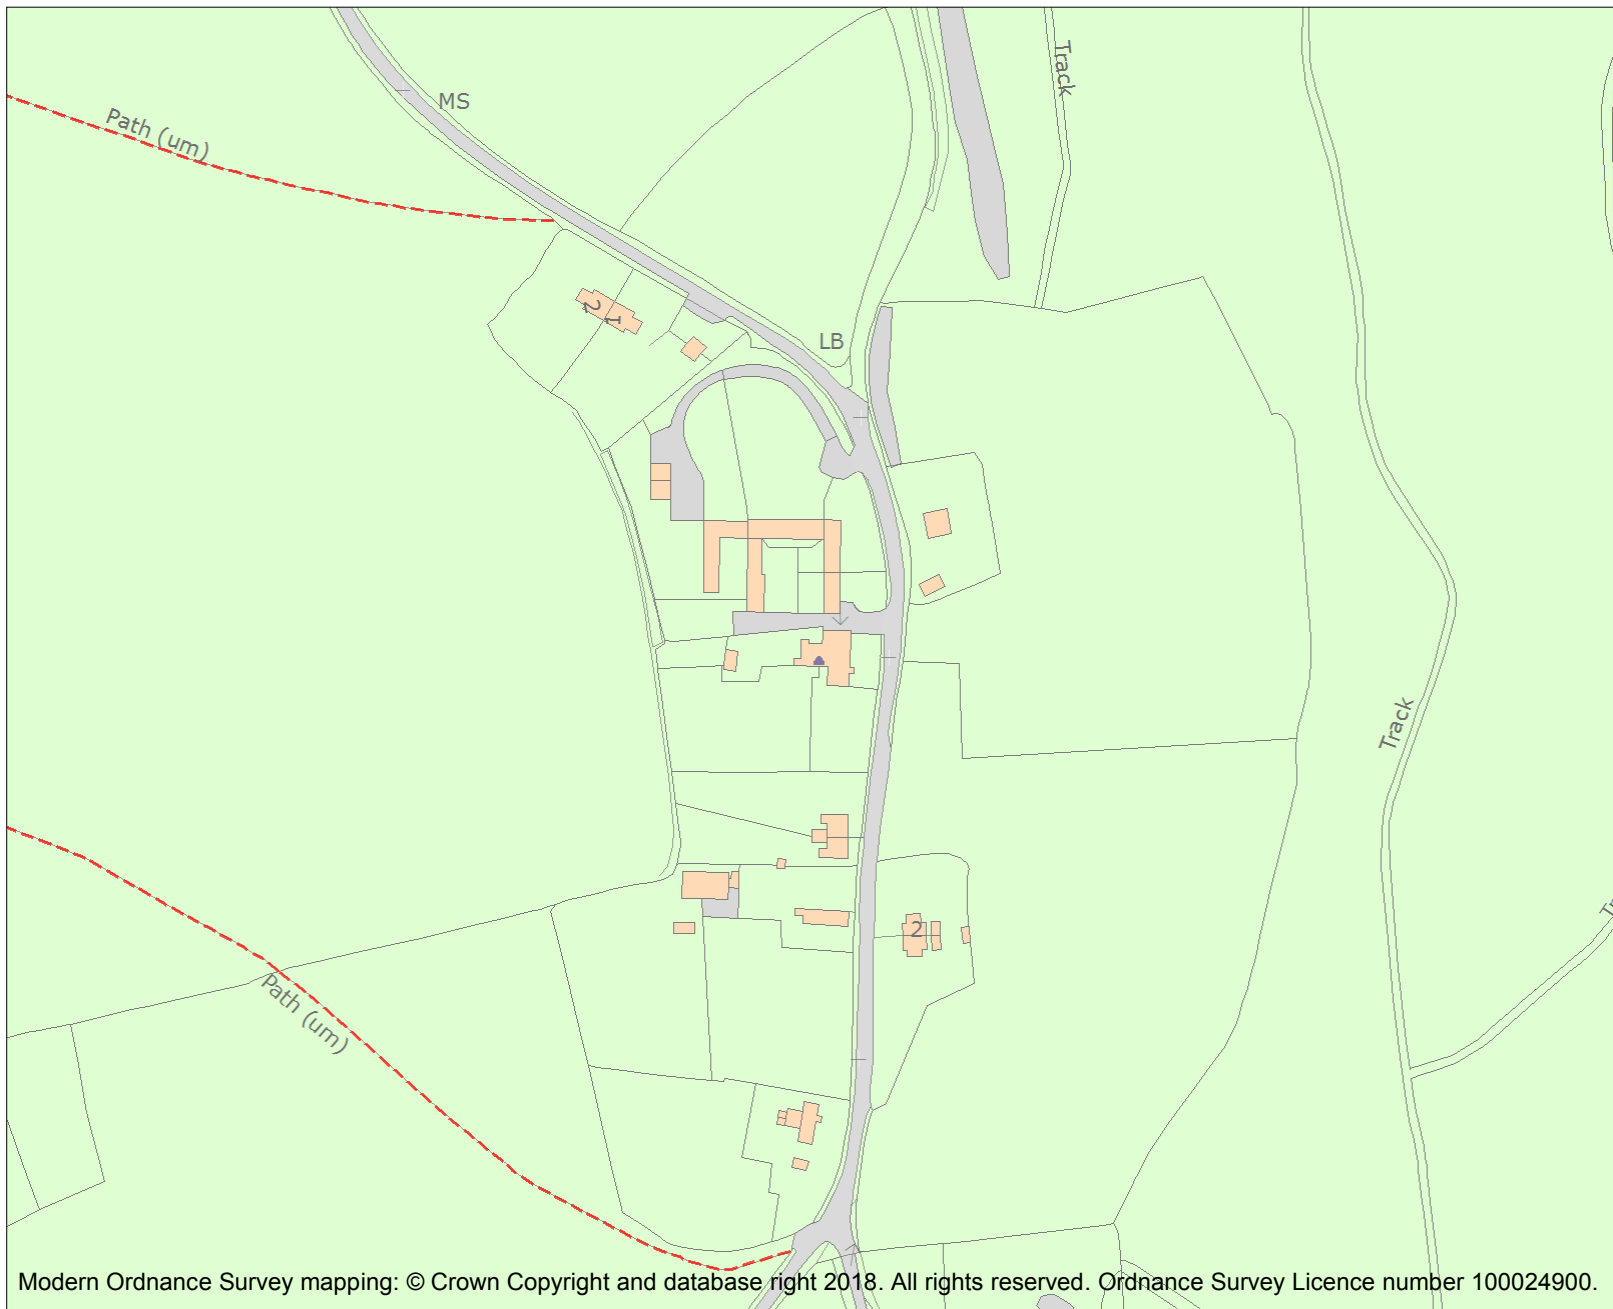 Track
MS
Path (um)
LB
2
1
Track
2
Path (um)
Modern Ordnance Survey mapping: © Crown Copyright and database right 2018. All rights reserved. Ordnance Survey Licence number 100024900.